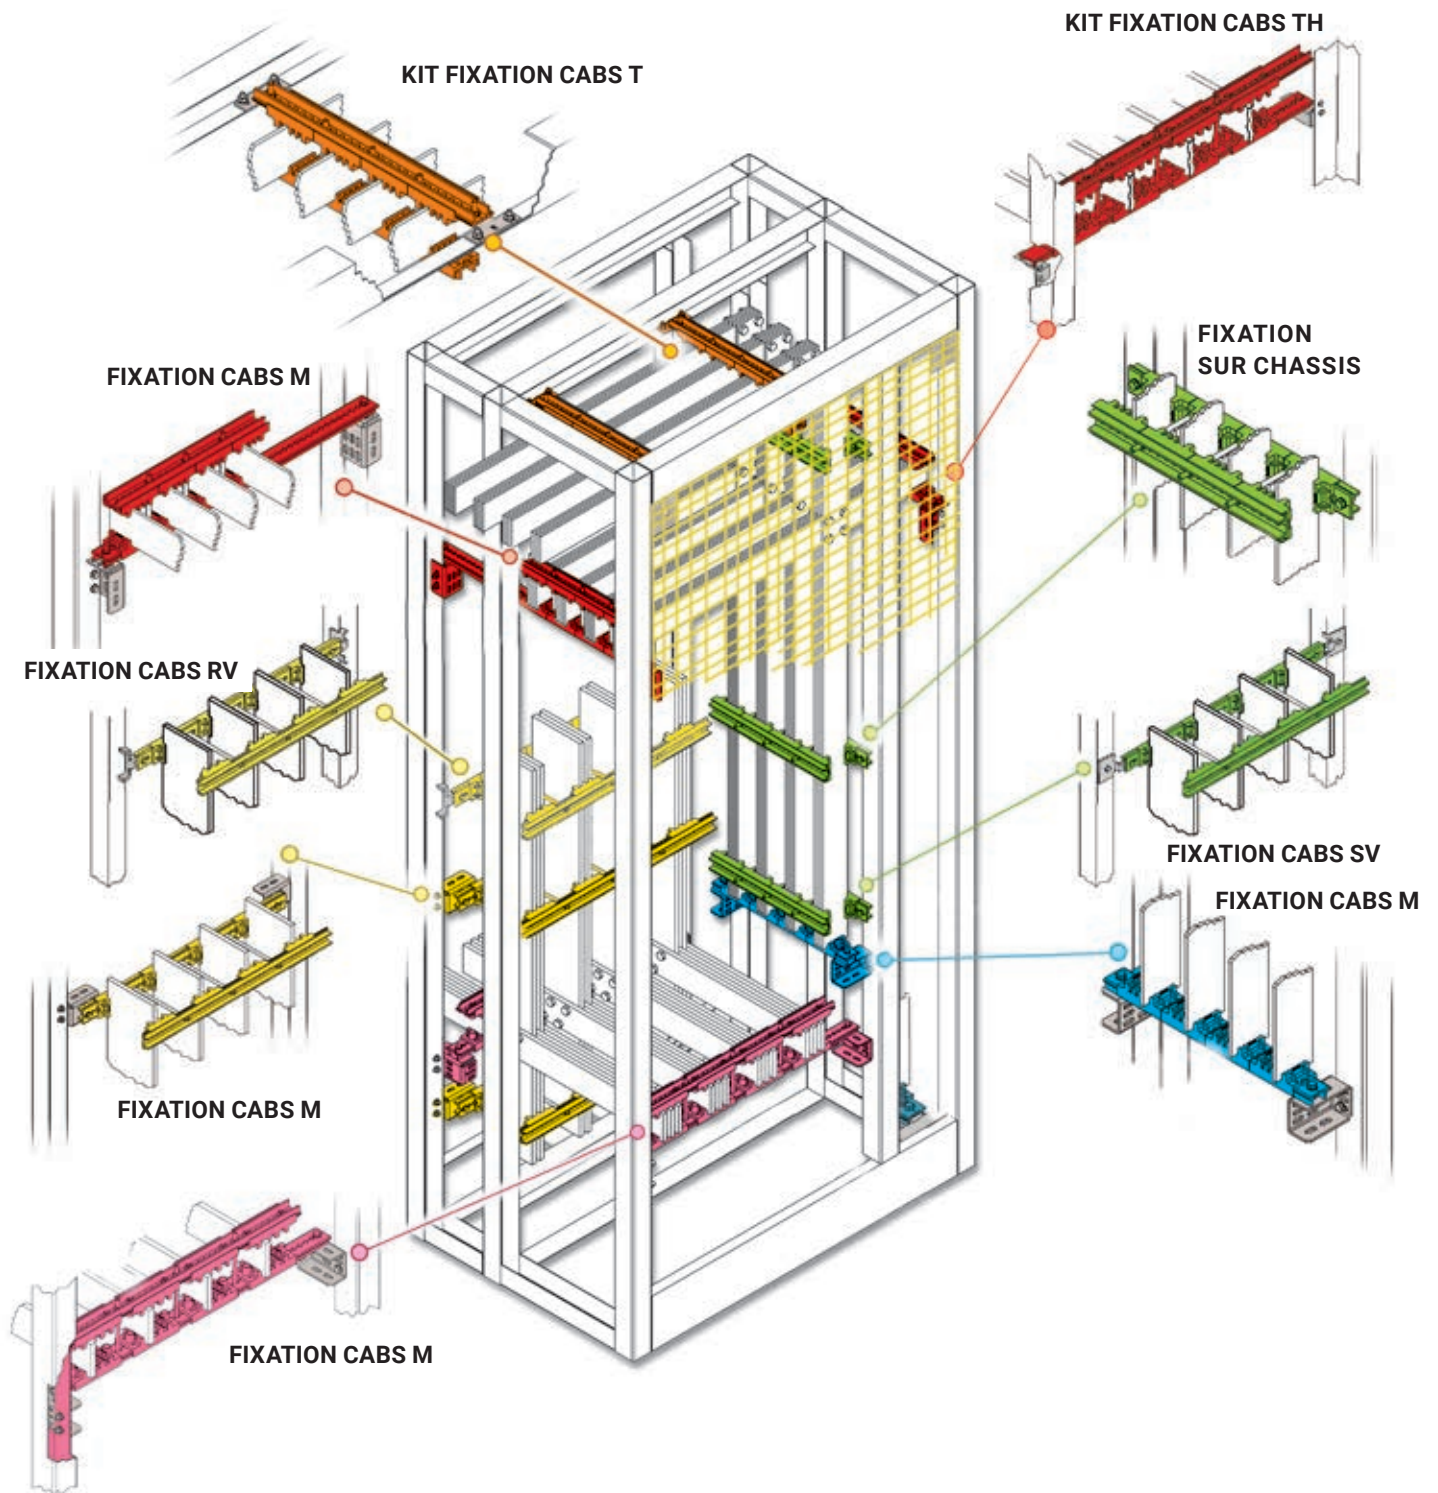 KIT FIXATION CABS TH
KIT FIXATION CABS T
FIXATION
SUR CHASSIS
FIXATION CABS M
FIXATION CABS RV
FIXATION CABS SV
FIXATION CABS M
FIXATION CABS M
FIXATION CABS M